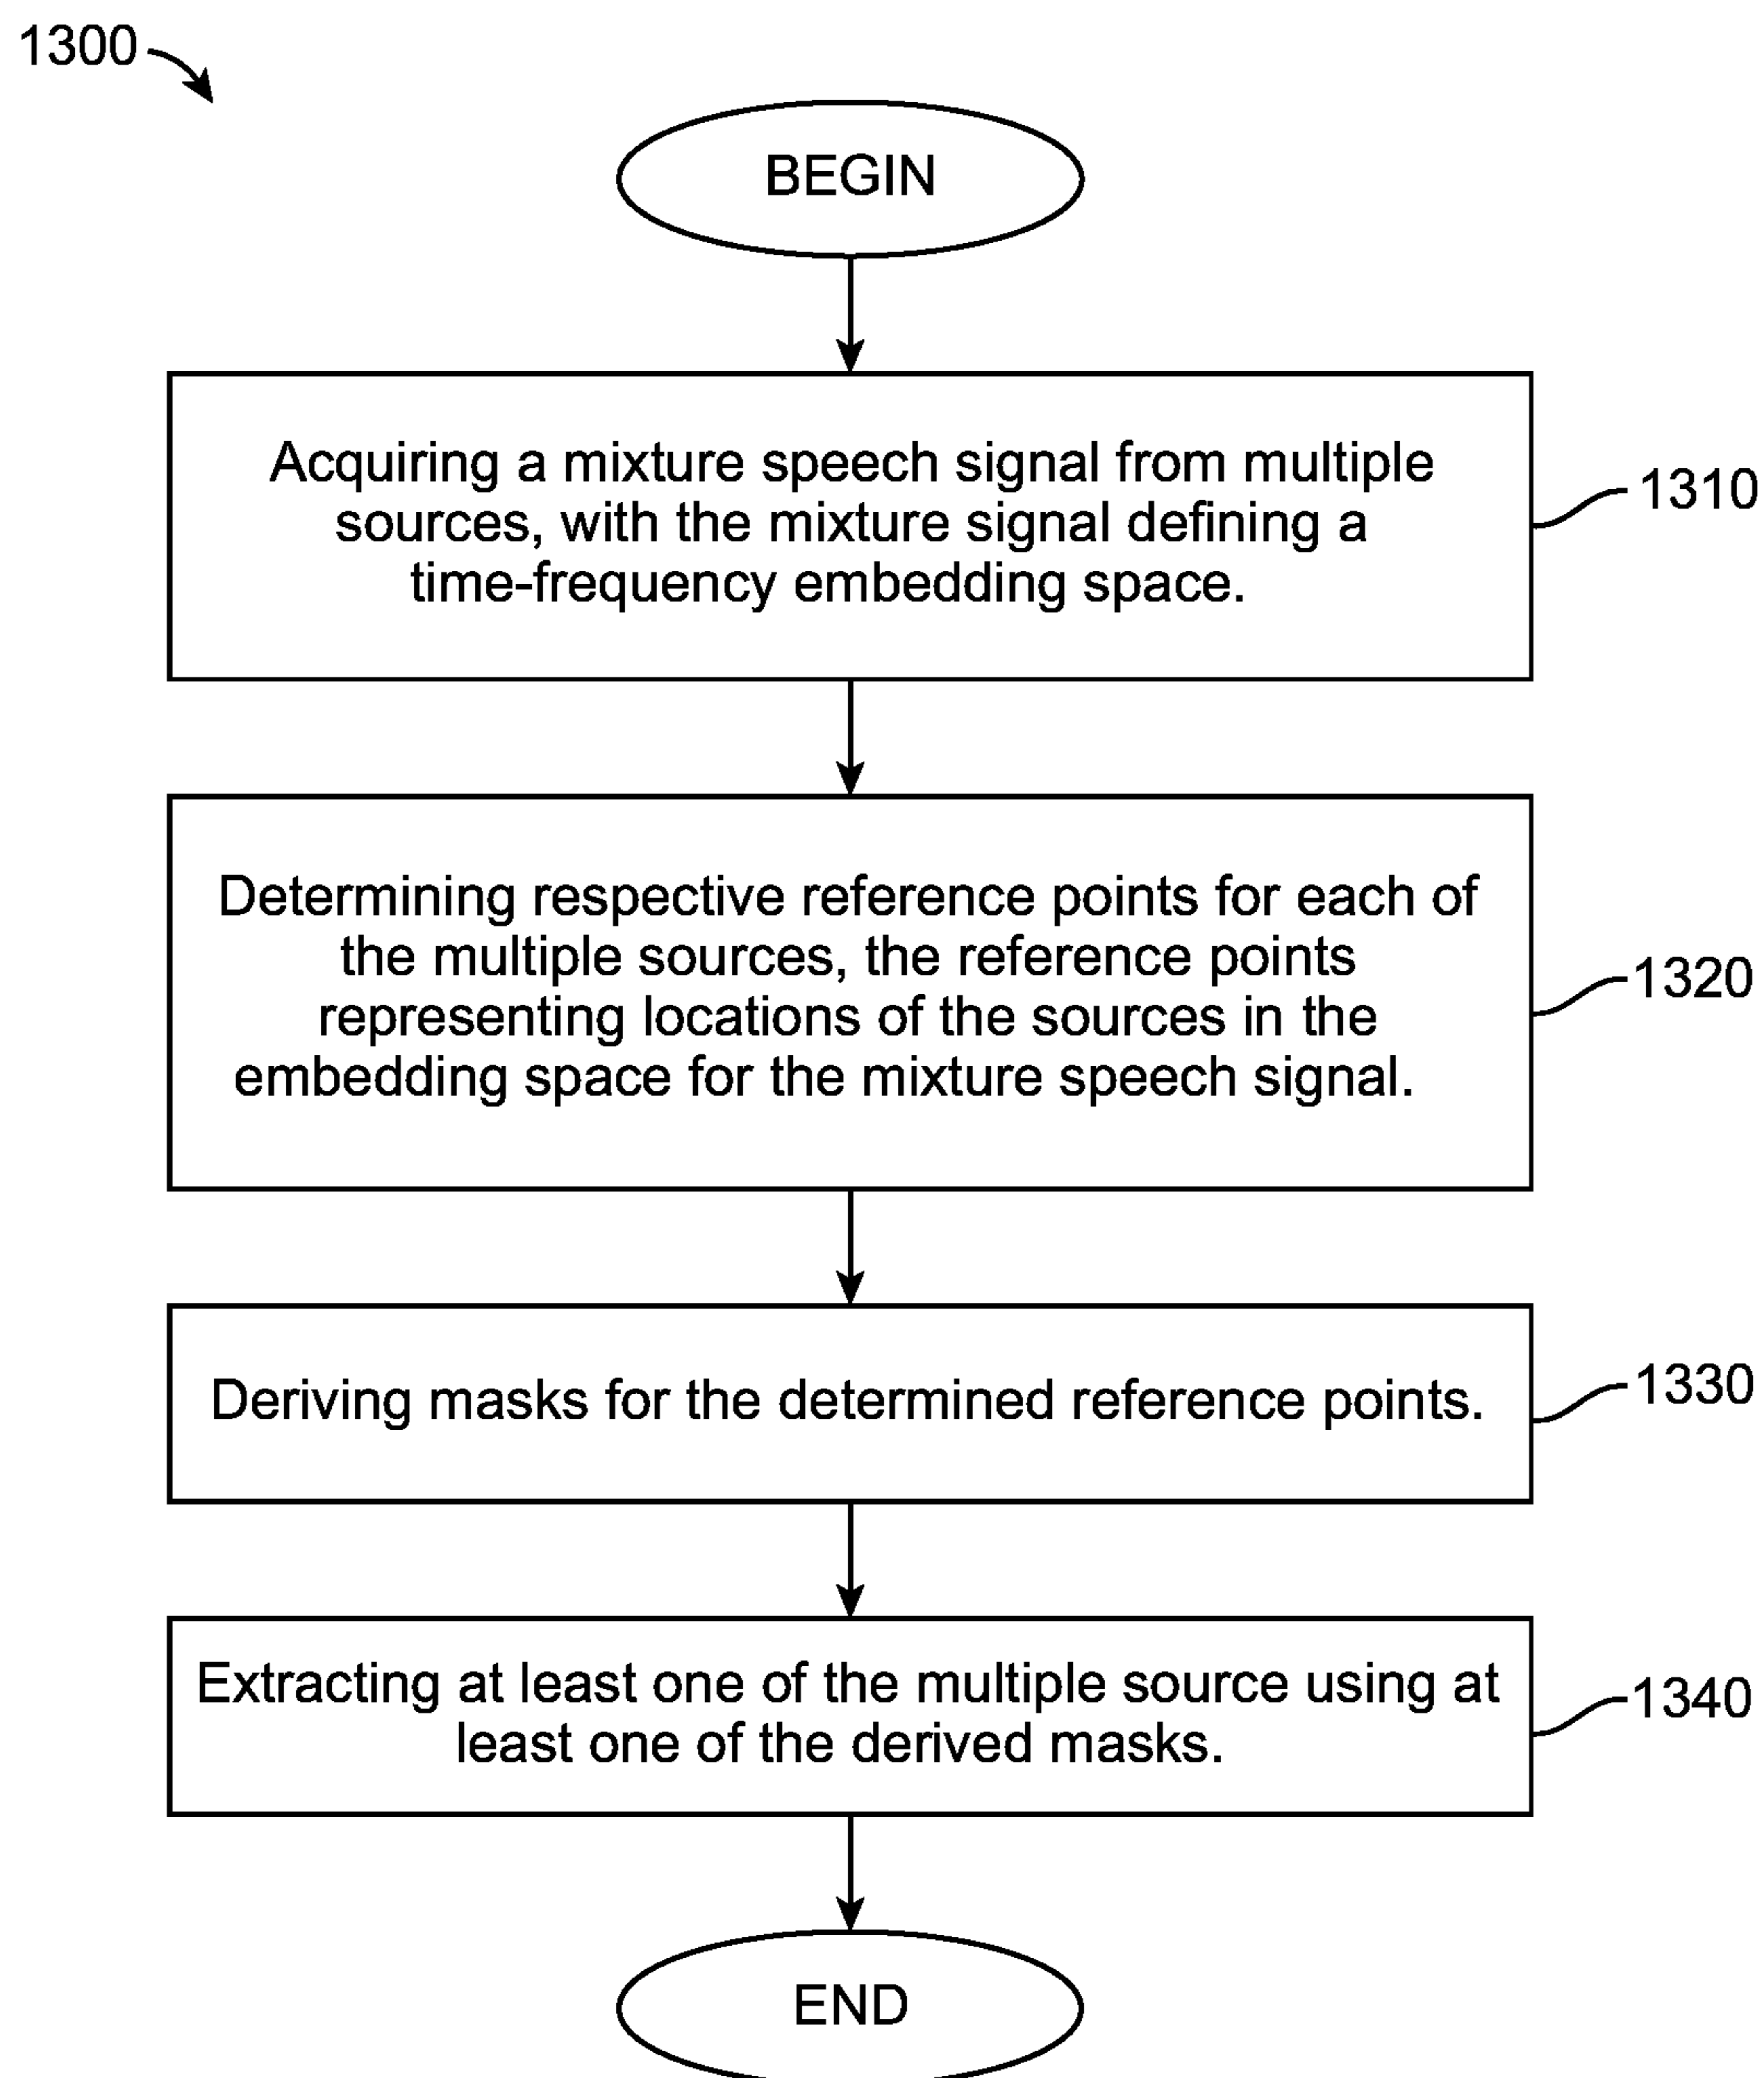 1300
BEGIN
Acquiring a mixture speech signal from multiple
sources, with the mixture signal defining a
time-frequency embedding space.
1310
Determining respective reference points for each of
the multiple sources, the reference points
representing locations of the sources in the
embedding space for the mixture speech signal.
1320
Deriving masks for the determined reference points.
1330
Extracting at least one of the multiple source using at
least one of the derived masks.
1340
END